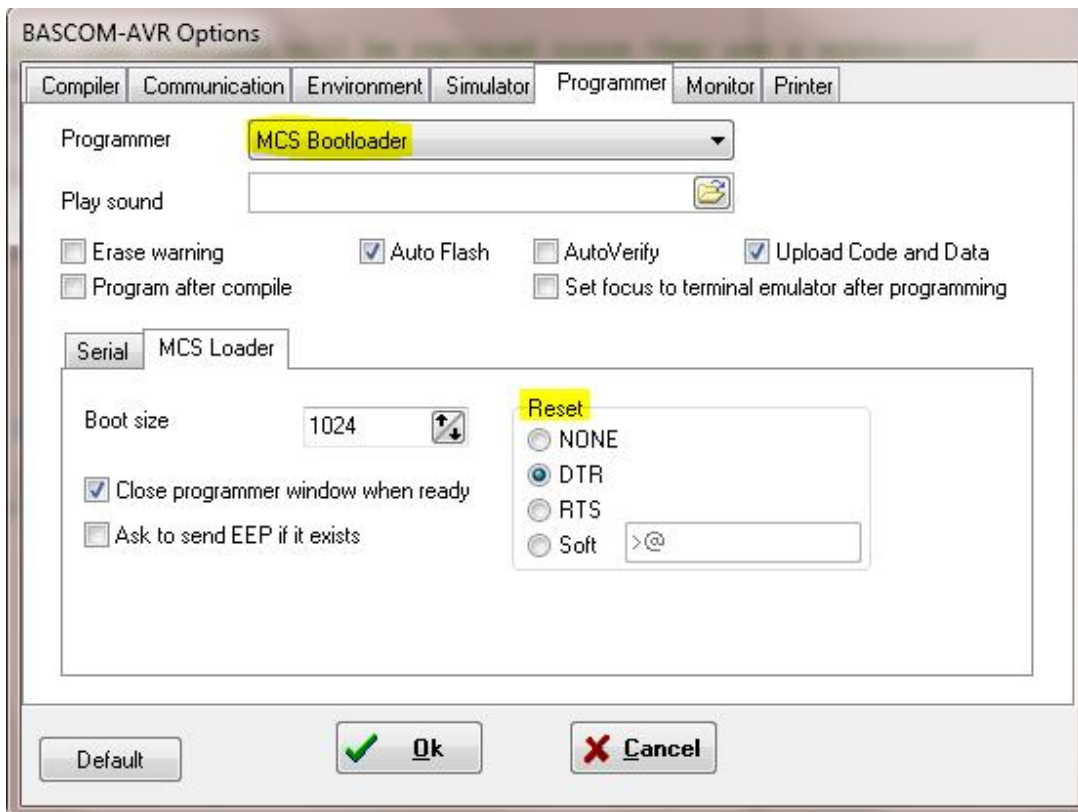 BASCOM-AVR Options
Compiler Communication Environment Simulator Programmer Monitor Printer
Programmer MCS Bootloader
Play sound
Erase warning Auto Flash AutoVerify Upload Code and Data
Program after compile Set focus to terminal emulator after programming
Serial MCS Loader
Boot size 1024
Close programmer window when ready
Ask to send EEP if it exists
Reset
NONE
DTR
RTS
Soft >@
Default Ok Cancel